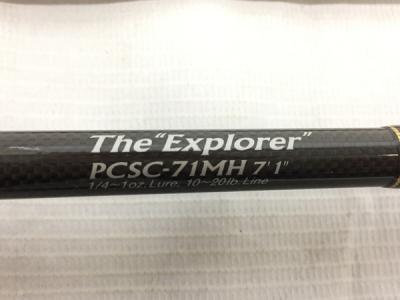 The "Explorer"
PCSC-71MH 7'1"
1/4~1oz. Lure. 10~20lb. Line